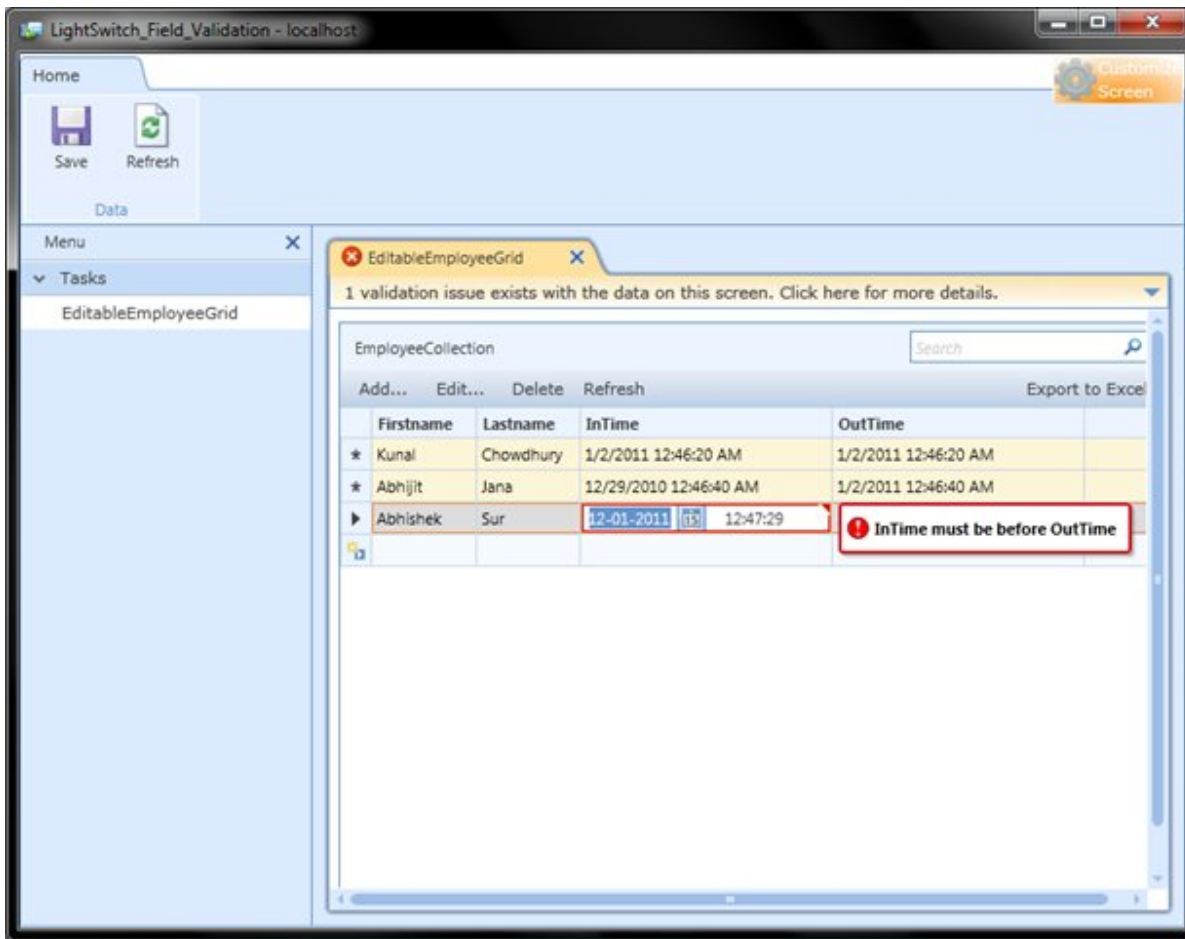 LightSwitch_Field_Validation - localhost
Home
Customize
Screen
Save Refresh
Data
Menu
Tasks
EditableEmployeeGrid
EditableEmployeeGrid
1 validation issue exists with the data on this screen. Click here for more details.
EmployeeCollection Search
Add... Edit... Delete Refresh Export to Excel
Firstname Lastname InTime OutTime
Kunal Chowdhury 1/2/2011 12:46:20 AM 1/2/2011 12:46:20 AM
Abhijit Jana 12/29/2010 12:46:40 AM 1/2/2011 12:46:40 AM
Abhishek Sur 12-01-2011 15 12:47:29 InTime must be before OutTime